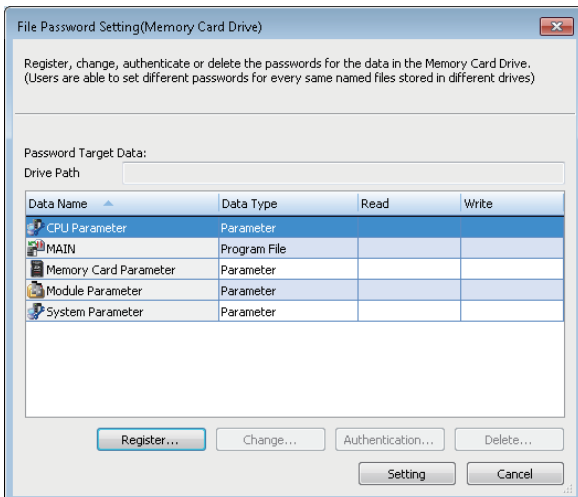 File Password Setting(Memory Card Drive)
Register, change, authenticate or delete the passwords for the data in the Memory Card Drive.
(Users are able to set different passwords for every same named files stored in different drives)
Password Target Data:
Drive Path
Data Name Data Type Read Write
CPU Parameter Parameter
MAIN Program File
Memory Card Parameter Parameter
Module Parameter Parameter
System Parameter Parameter
Register... Change... Authentication... Delete...
Setting Cancel